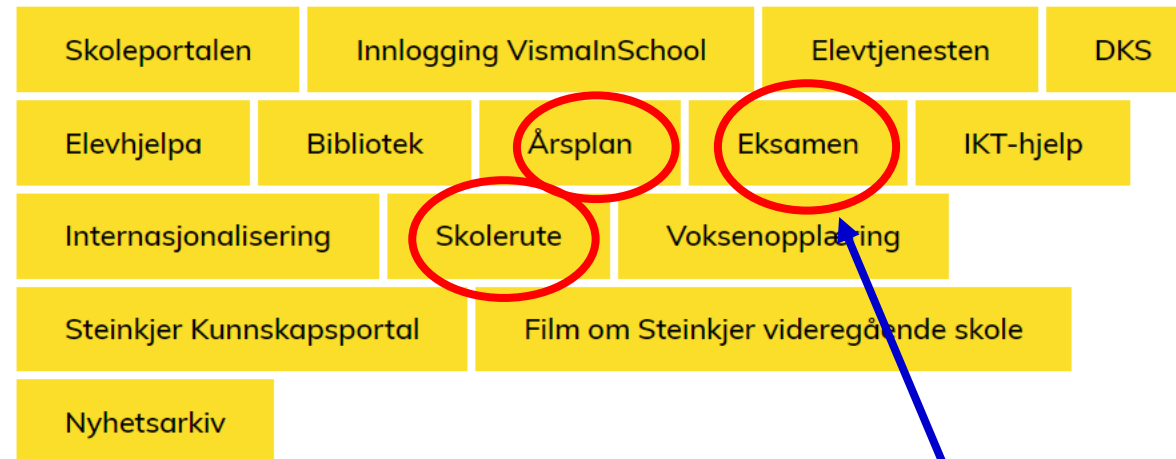 Skoleportalen Innlogging VismaInSchool Elevtjenesten DKS
Elevhjelpa Bibliotek Årsplan Eksamen IKT-hjelp
Internasjonalisering Skolerute Voksenopplæring
Steinkjer Kunnskapsportal Film om Steinkjer videregående skole
Nyhetsarkiv